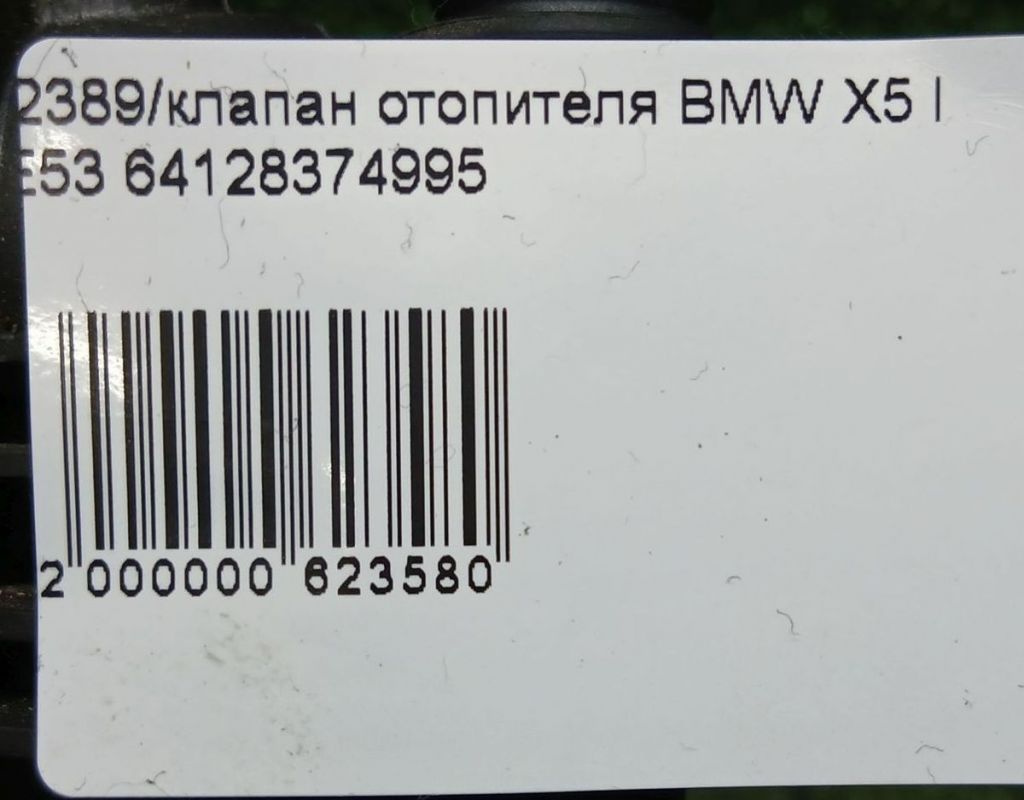 2389/клапан отопителя BMW X5 I
E53 64128374995
2 000000 623580